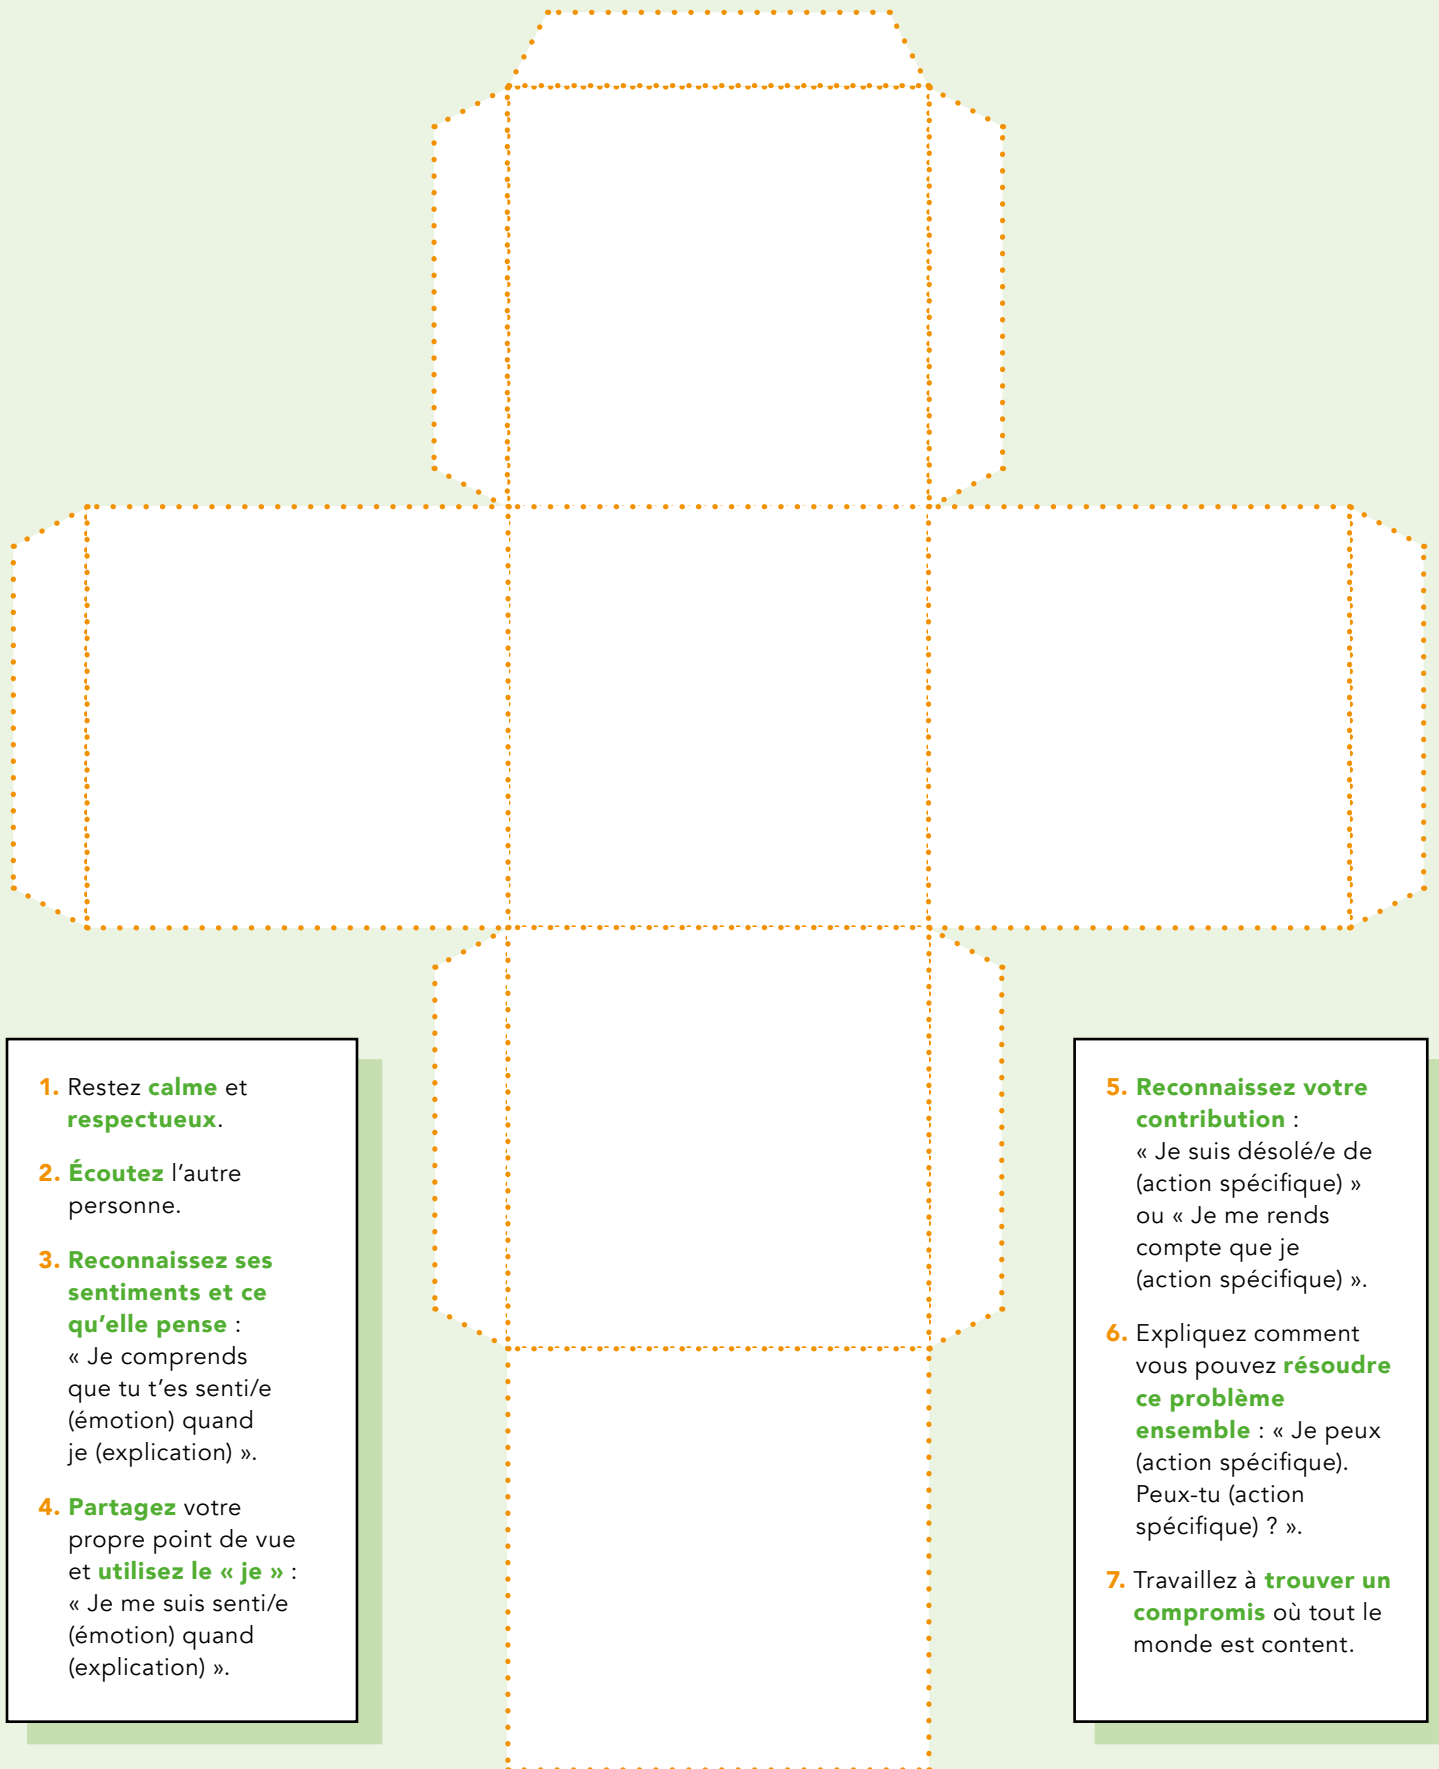 1. Restez calme et
respectueux.
2. Écoutez l'autre
personne.
3. Reconnaissez ses
sentiments et ce
qu’elle pense :
« Je comprends
que tu t'es senti/e
(émotion) quand
je (explication) ».
4. Partagez votre
propre point de vue
et utilisez le « je » :
« Je me suis senti/e
(émotion) quand
(explication) ».
5. Reconnaissez votre
contribution :
« Je suis désolé/e de
(action spécifique) »
ou « Je me rends
compte que je
(action spécifique) ».
6. Expliquez comment
vous pouvez résoudre
ce problème
ensemble : « Je peux
(action spécifique).
Peux-tu (action
spécifique) ? ».
7. Travaillez à trouver un
compromis où tout le
monde est content.